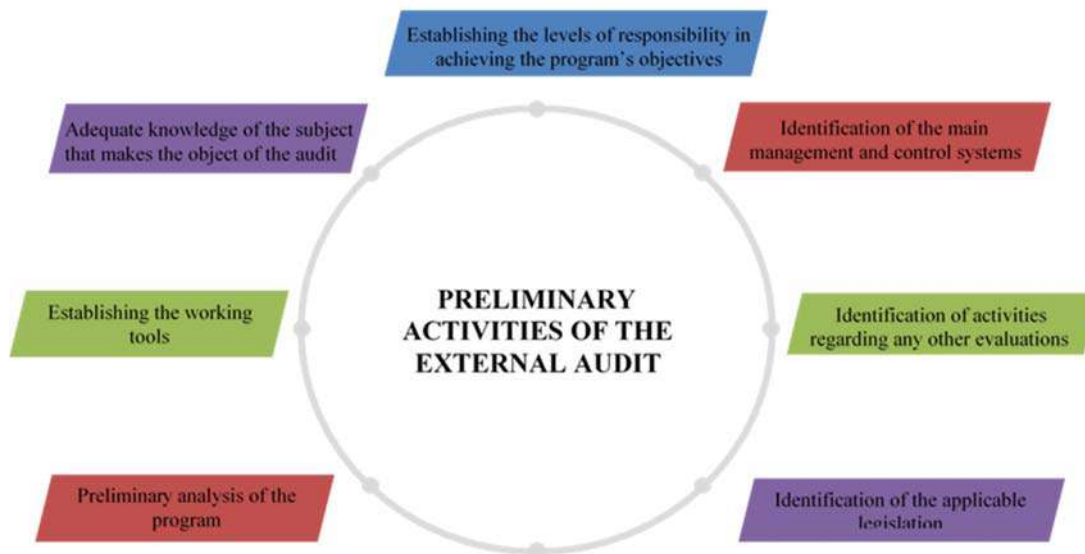 Establishing the levels of responsibility in
achieving the program's objectives
Adequate knowledge of the subject
that makes the object of the audit
Identification of the main
management and control systems
PRELIMINARY
ACTIVITIES OF THE
EXTERNAL AUDIT
Establishing the working
tools
Identification of activities
regarding any other evaluations
Preliminary analysis of the
program
Identification of the applicable
legislation